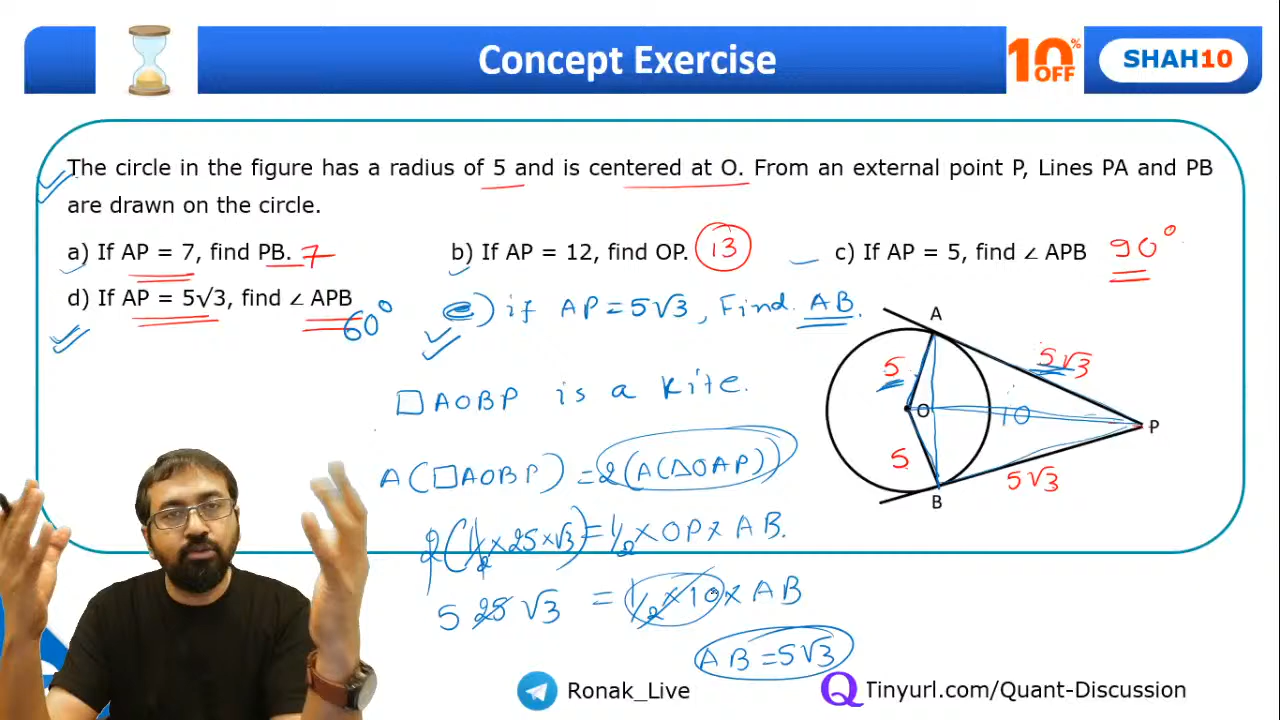 Concept Exercise
10% OFF
SHAH10
The circle in the figure has a radius of 5 and is centered at O. From an external point P, Lines PA and PB
are drawn on the circle.
a) If AP = 7, find PB. 7
b) If AP = 12, find OP. 13
c) If AP = 5, find ∠ APB 90°
d) If AP = 5√3, find ∠ APB 60°
e) if AP = 5√3, Find AB.
A
5
5√3
O
10
P
5
5√3
B
□AOBP is a kite.
A(□AOBP) = 2(A(△OAP))
2(1/2 × 25 × √3) = 1/2 × OP × AB.
5 25 √3 = 1/2 × 10 × AB
AB = 5√3
Ronak_Live
Q Tinyurl.com/Quant-Discussion